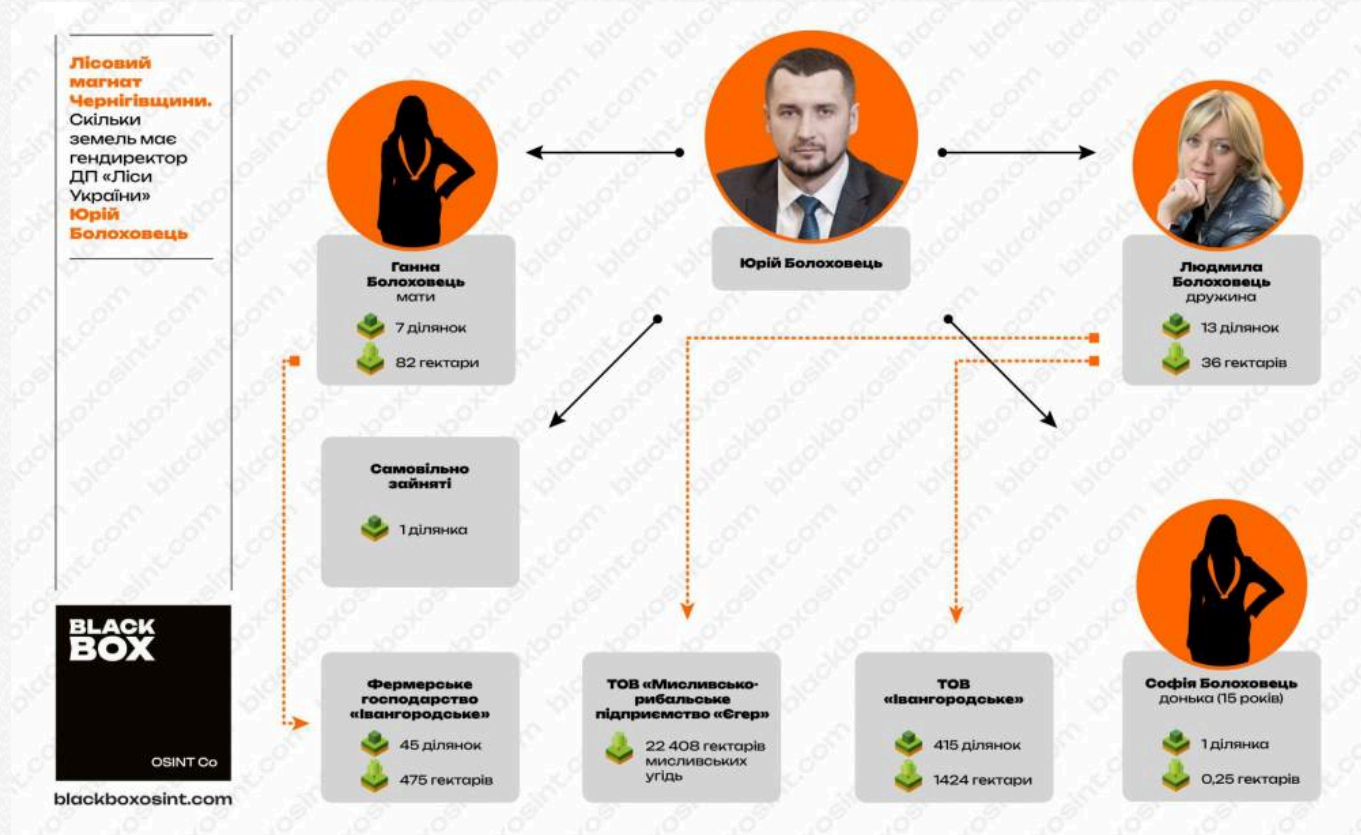 Лісовий
магнат
Чернігівщини.
Скільки
земель має
гендиректор
ДП «Ліси
України»
Юрій
Болоховець
Ганна
Болоховець
мати
7 ділянок
82 гектари
Юрій Болоховець
Людмила
Болоховець
дружина
13 ділянок
36 гектарів
Самовільно
зайняті
1 ділянка
Фермерське
господарство
«Івангородське»
45 ділянок
475 гектарів
ТОВ «Мисливсько-
рибальське
підприємство «Єгер»
22 408 гектарів
мисливських
угідь
ТОВ
«Івангородське»
415 ділянок
1424 гектари
Софія Болоховець
донька (15 років)
1 ділянка
0,25 гектарів
BLACK
BOX
OSINT Co
blackboxosint.com